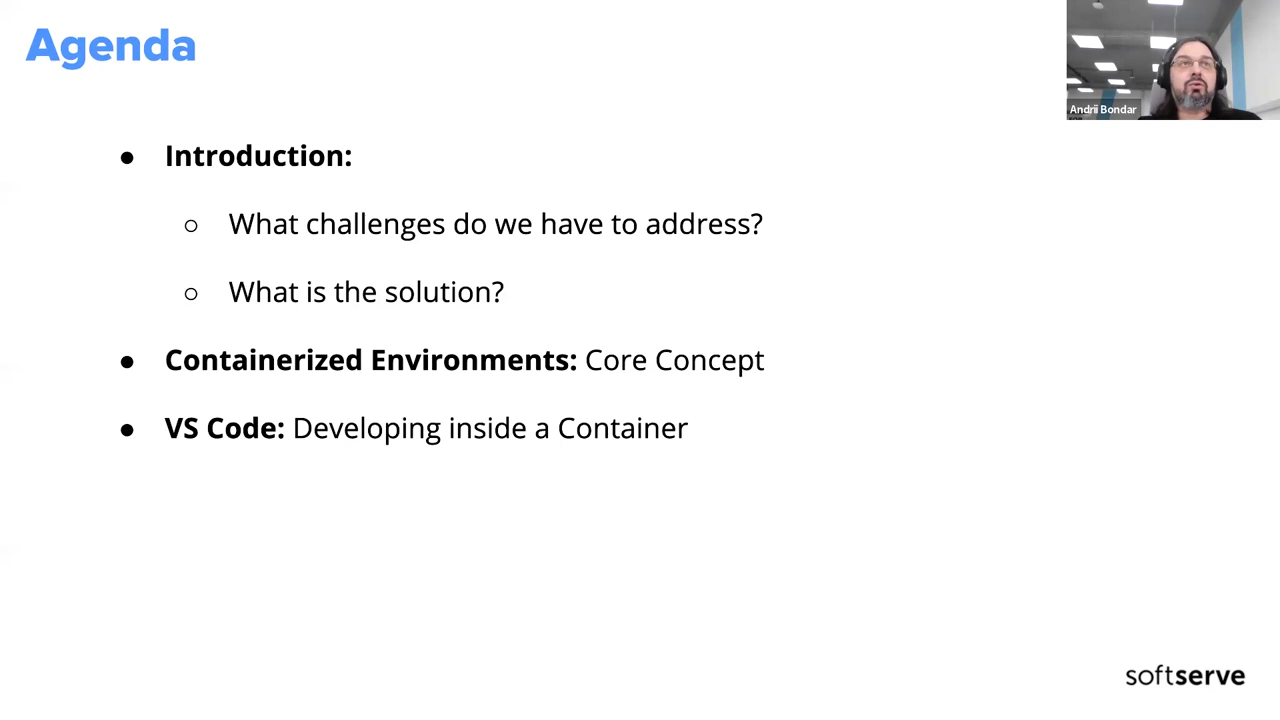 Agenda
Andrii Bondar
● Introduction:
○ What challenges do we have to address?
○ What is the solution?
● Containerized Environments: Core Concept
● VS Code: Developing inside a Container
softserve